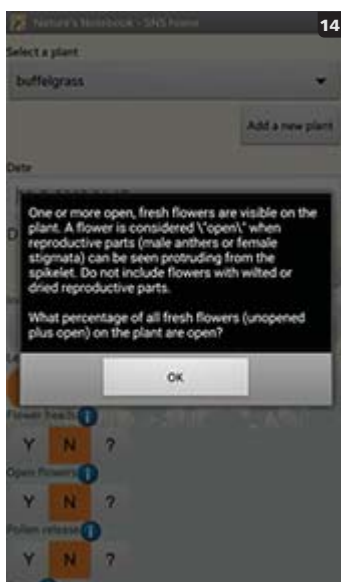 Nature's Notebook - SNS home
14
Select a plant
buffelgrass
Add a new plant
Date
D
One or more open, fresh flowers are visible on the
plant. A flower is considered \"open\" when
reproductive parts (male anthers or female
stigmata) can be seen protruding from the
spikelet. Do not include flowers with wilted or
dried reproductive parts.
What percentage of all fresh flowers (unopened
plus open) on the plant are open?
OK
Flower heads
Y N ?
Open flowers
Y N ?
Pollen release
Y N ?